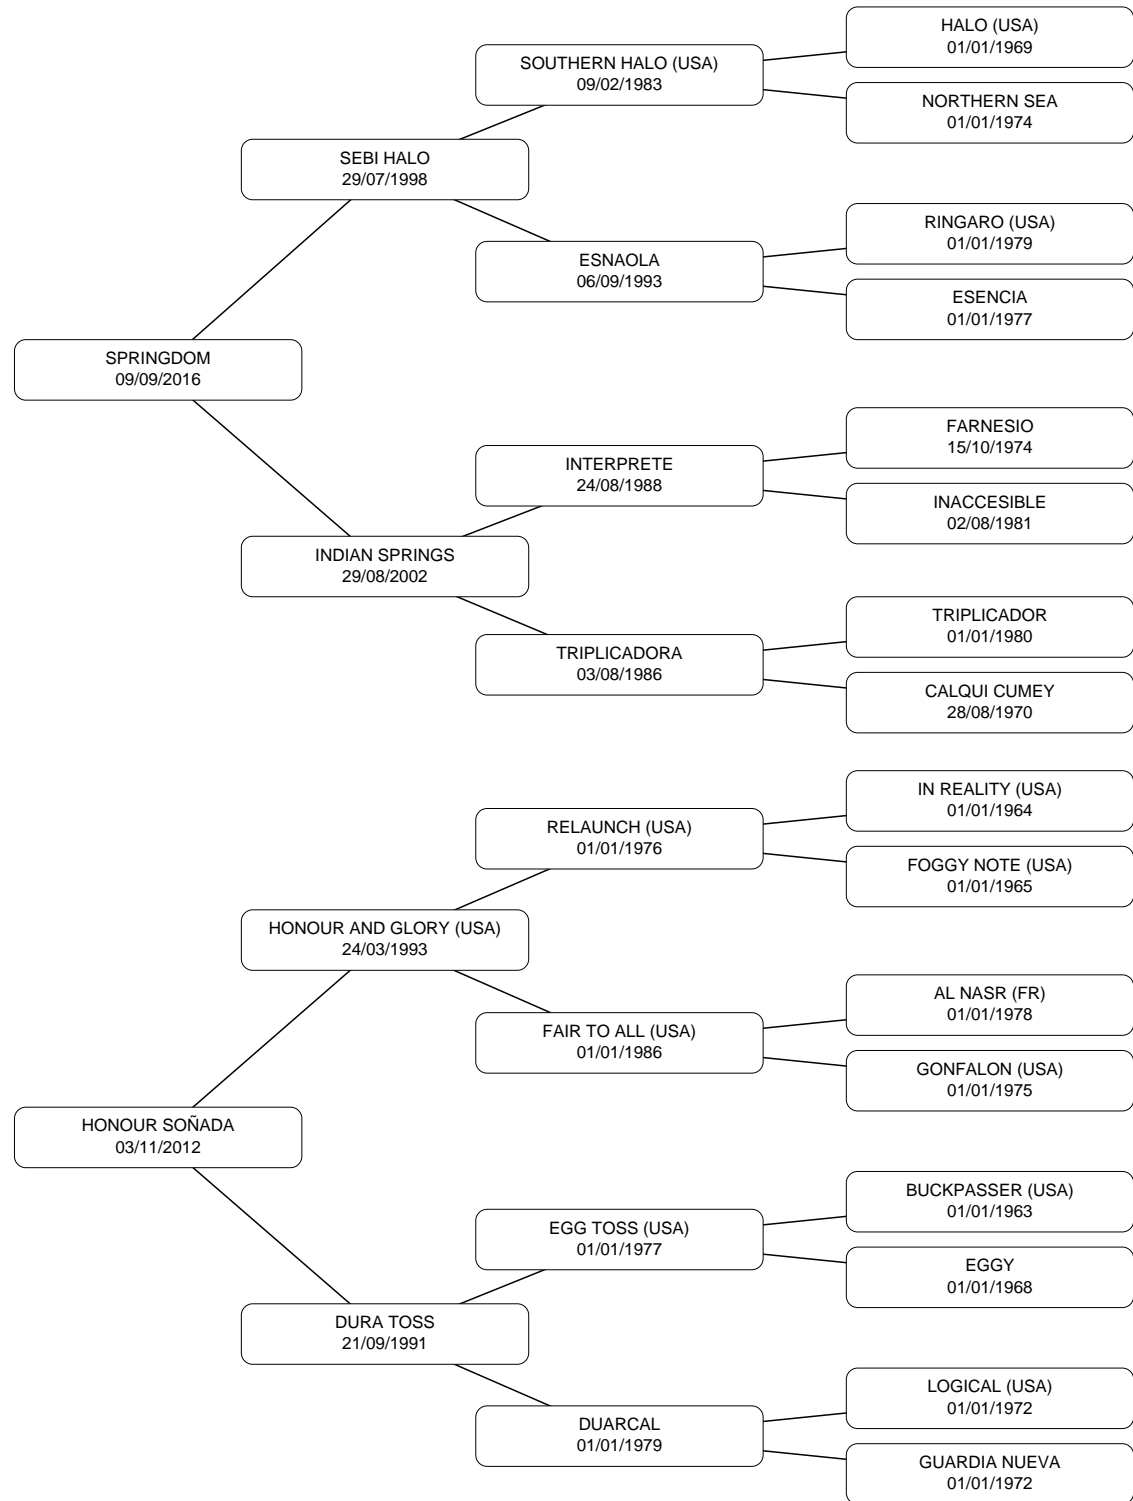 HALO (USA)
01/01/1969
SOUTHERN HALO (USA)
09/02/1983
NORTHERN SEA
01/01/1974
SEBI HALO
29/07/1998
RINGARO (USA)
01/01/1979
ESNAOLA
06/09/1993
ESENCIA
01/01/1977
SPRINGDOM
09/09/2016
FARNESIO
15/10/1974
INTERPRETE
24/08/1988
INACCESIBLE
02/08/1981
INDIAN SPRINGS
29/08/2002
TRIPLICADOR
01/01/1980
TRIPLICADORA
03/08/1986
CALQUI CUMEY
28/08/1970
IN REALITY (USA)
01/01/1964
RELAUNCH (USA)
01/01/1976
FOGGY NOTE (USA)
01/01/1965
HONOUR AND GLORY (USA)
24/03/1993
AL NASR (FR)
01/01/1978
FAIR TO ALL (USA)
01/01/1986
GONFALON (USA)
01/01/1975
HONOUR SOÑADA
03/11/2012
BUCKPASSER (USA)
01/01/1963
EGG TOSS (USA)
01/01/1977
EGGY
01/01/1968
DURA TOSS
21/09/1991
LOGICAL (USA)
01/01/1972
DUARCAL
01/01/1979
GUARDIA NUEVA
01/01/1972